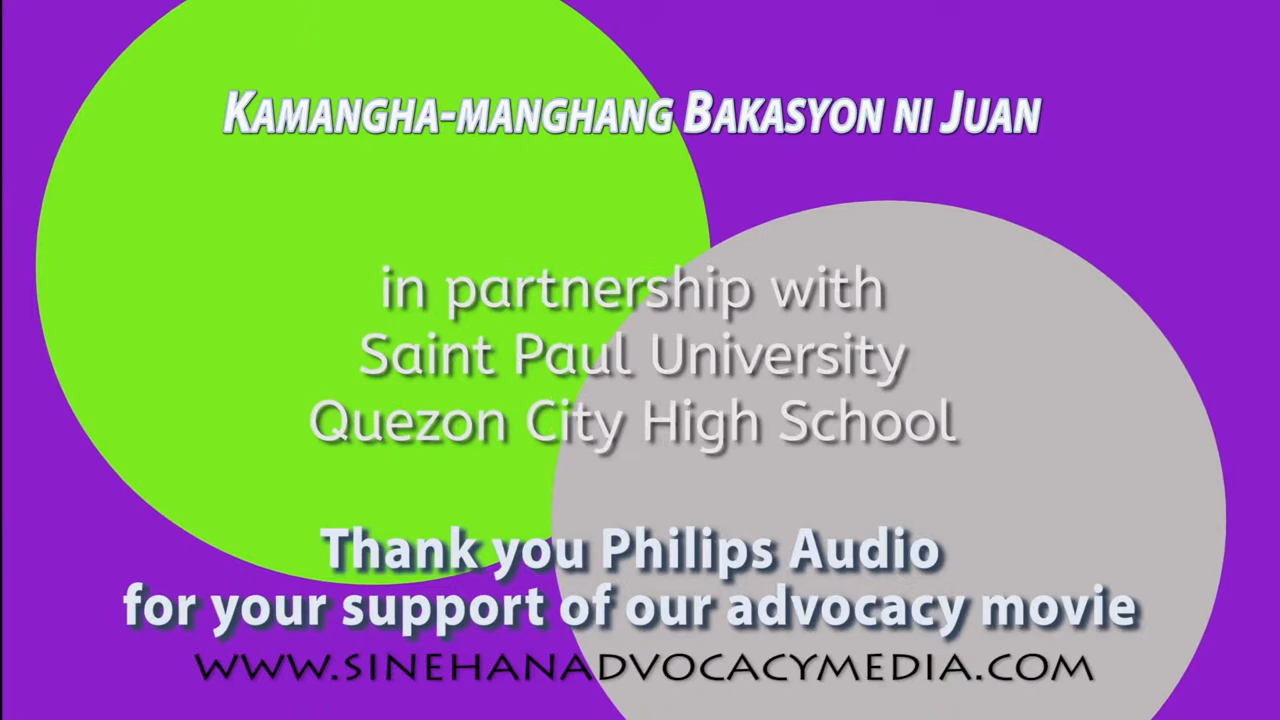 KAMANGHA-MANGHANG BAKASYON NI JUAN
in partnership with
Saint Paul University
Quezon City High School
Thank you Philips Audio
for your support of our advocacy movie
WWW.SINEHANADVOCACYMEDIA.COM